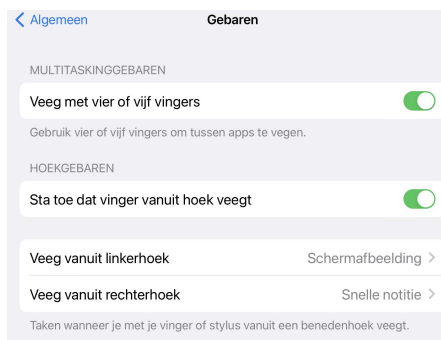 Algemeen Gebaren
MULTITASKINGGEBAREN
Veeg met vier of vijf vingers
Gebruik vier of vijf vingers om tussen apps te vegen.
HOEKGEBAREN
Sta toe dat vinger vanuit hoek veegt
Veeg vanuit linkerhoek Schermafbeelding
Veeg vanuit rechterhoek Snelle notitie
Taken wanneer je met je vinger of stylus vanuit een benedenhoek veegt.